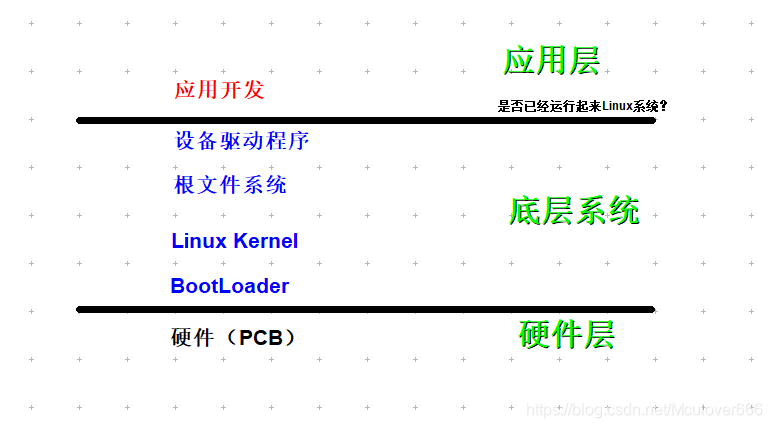 应用层
应用开发
是否已经运行起来Linux系统？
设备驱动程序
根文件系统
底层系统
Linux Kernel
BootLoader
硬件（PCB）
硬件层
https://blog.csdn.net/Mculover666